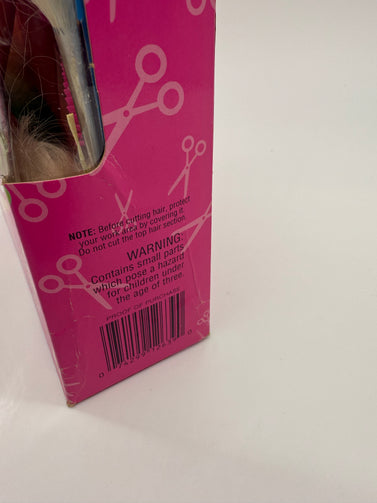 NOTE: Before cutting hair, protect
your work area by covering it.
Do not cut the top hair section.
WARNING:
Contains small parts
which pose a hazard
for children under
the age of three.
PROOF OF PURCHASE